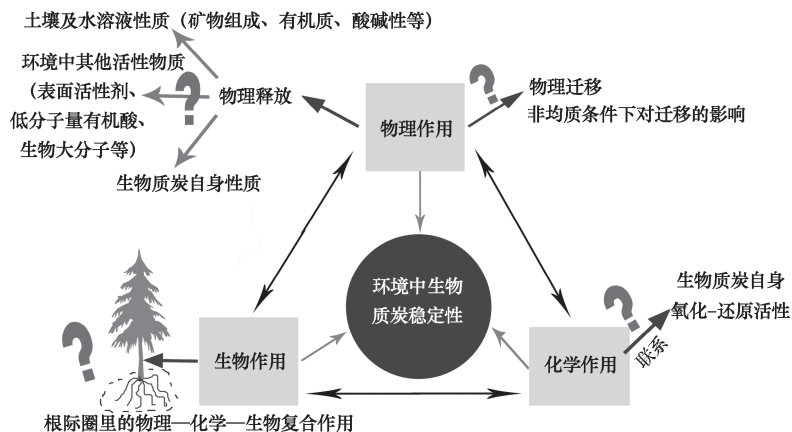 土壤及水溶液性质（矿物组成、有机质、酸碱性等）
环境中其他活性物质
（表面活性剂、
低分子量有机酸、
生物大分子等）
?
物理释放
生物质炭自身性质
物理作用
?
物理迁移
非均质条件下对迁移的影响
环境中生物
质炭稳定性
?
生物作用
根际圈里的物理—化学—生物复合作用
化学作用
?
联系
生物质炭自身
氧化–还原活性